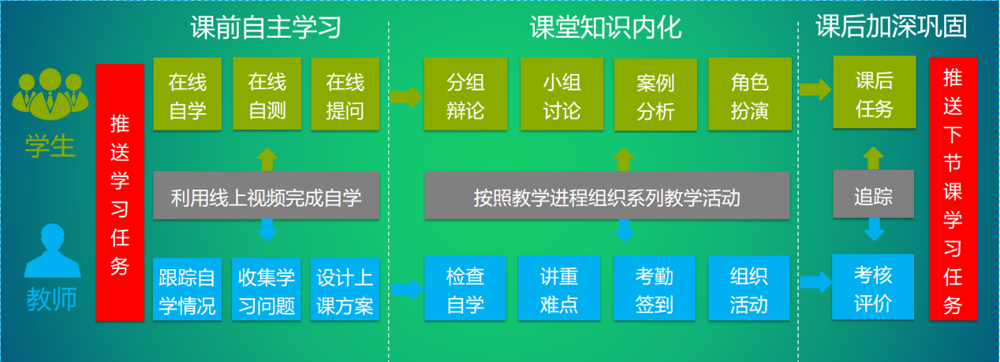 课前自主学习
课堂知识内化
课后加深巩固
学生
推
送
学
习
任
务
在线
自学
在线
自测
在线
提问
分组
辩论
小组
讨论
案例
分析
角色
扮演
课后
任务
推
送
下
节
课
学
习
任
务
利用线上视频完成自学
按照教学进程组织系列教学活动
追踪
教师
跟踪自
学情况
收集学
习问题
设计上
课方案
检查
自学
讲重
难点
考勤
签到
组织
活动
考核
评价